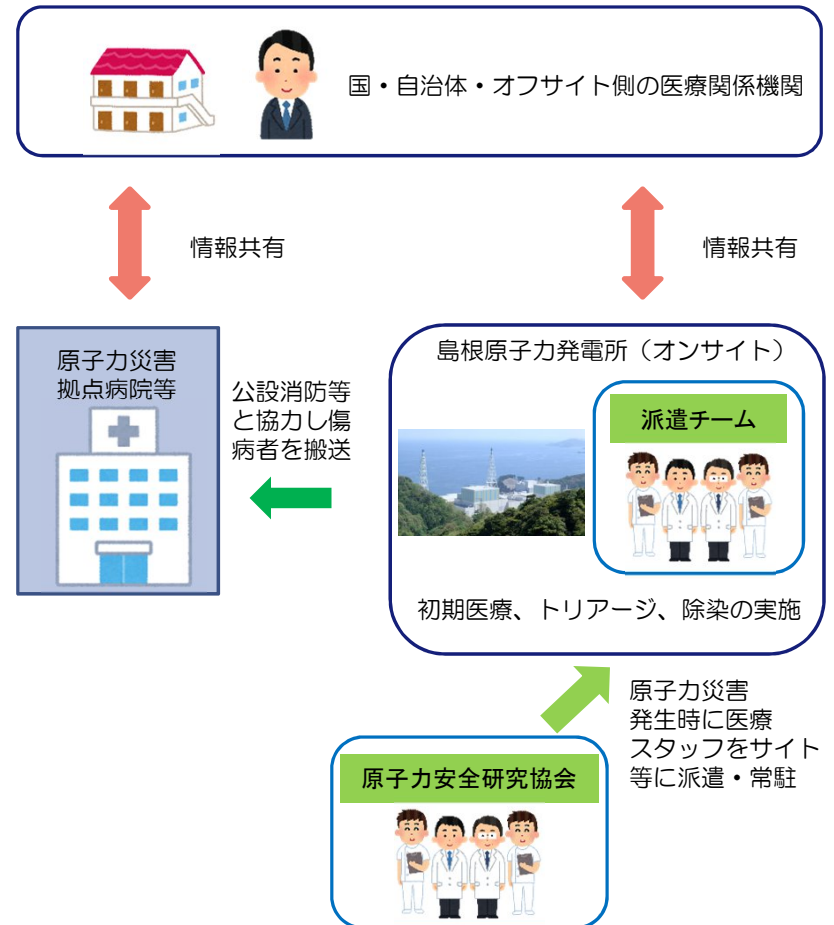 国・自治体・オフサイト側の医療関係機関
情報共有
情報共有
原子力災害
拠点病院等
公設消防等
と協力し傷
病者を搬送
島根原子力発電所（オンサイト）
派遣チーム
初期医療、トリアージ、除染の実施
原子力災害
発生時に医療
スタッフをサイト
等に派遣・常駐
原子力安全研究協会